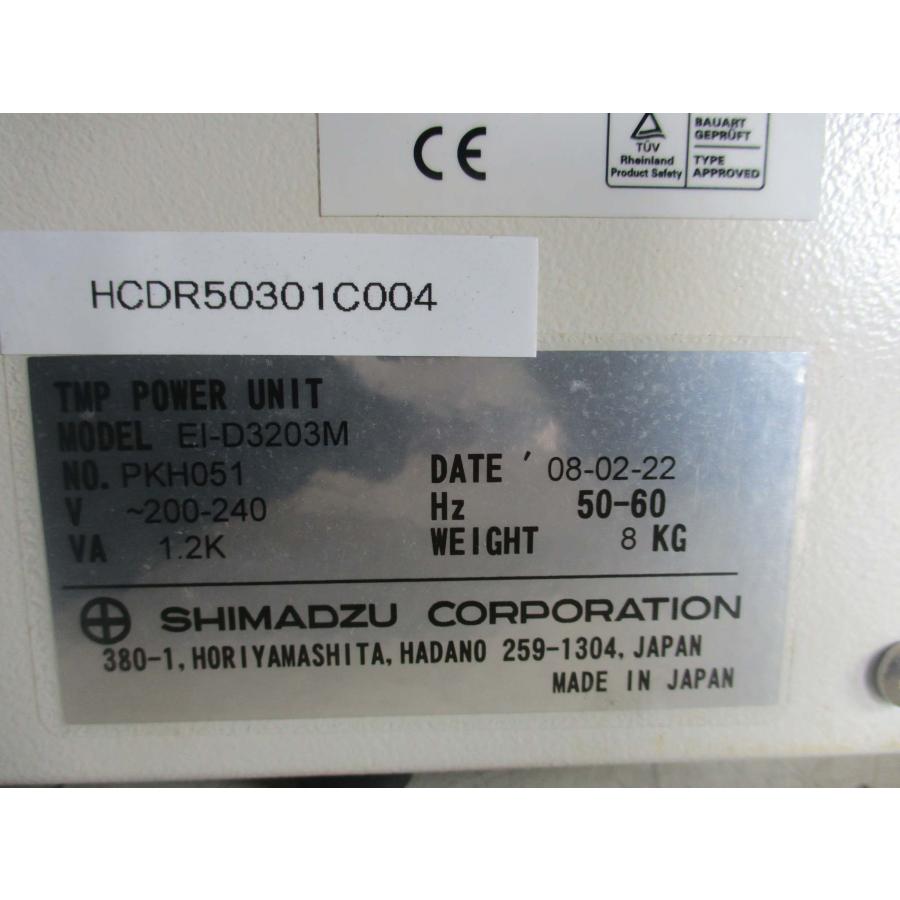 CE
TÜV
Rheinland
Product Safety
BAUART
GEPRÜFT
TYPE
APPROVED
HCDR50301C004
TMP POWER UNIT
MODEL EI-D3203M
NO. PKH051 DATE ' 08-02-22
V ~200-240 Hz 50-60
VA 1.2K WEIGHT 8 KG
SHIMADZU CORPORATION
380-1, HORIYAMASHITA, HADANO 259-1304, JAPAN
MADE IN JAPAN